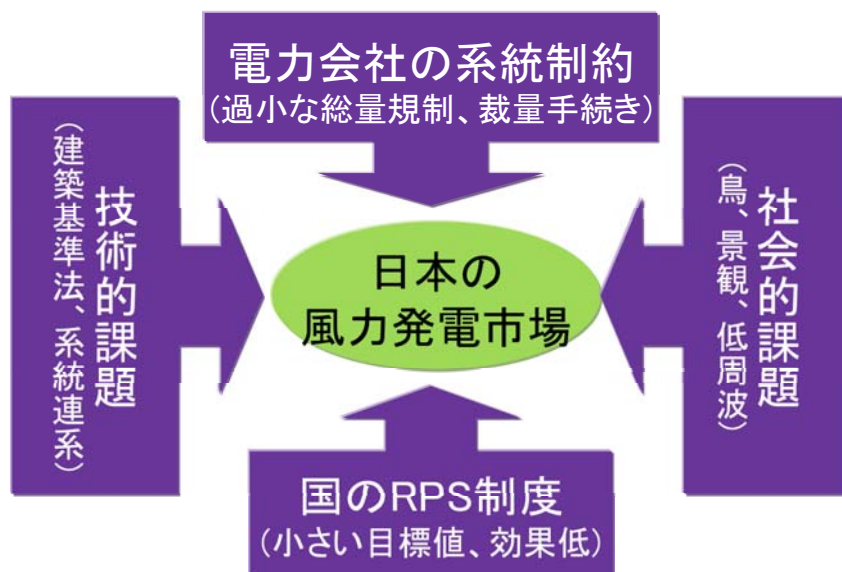 電力会社の系統制約
(過小な総量規制、裁量手続き)
技術的課題
(建築基準法、系統連系)
日本の
風力発電市場
社会的課題
(鳥、景観、低周波)
国のRPS制度
(小さい目標値、効果低)